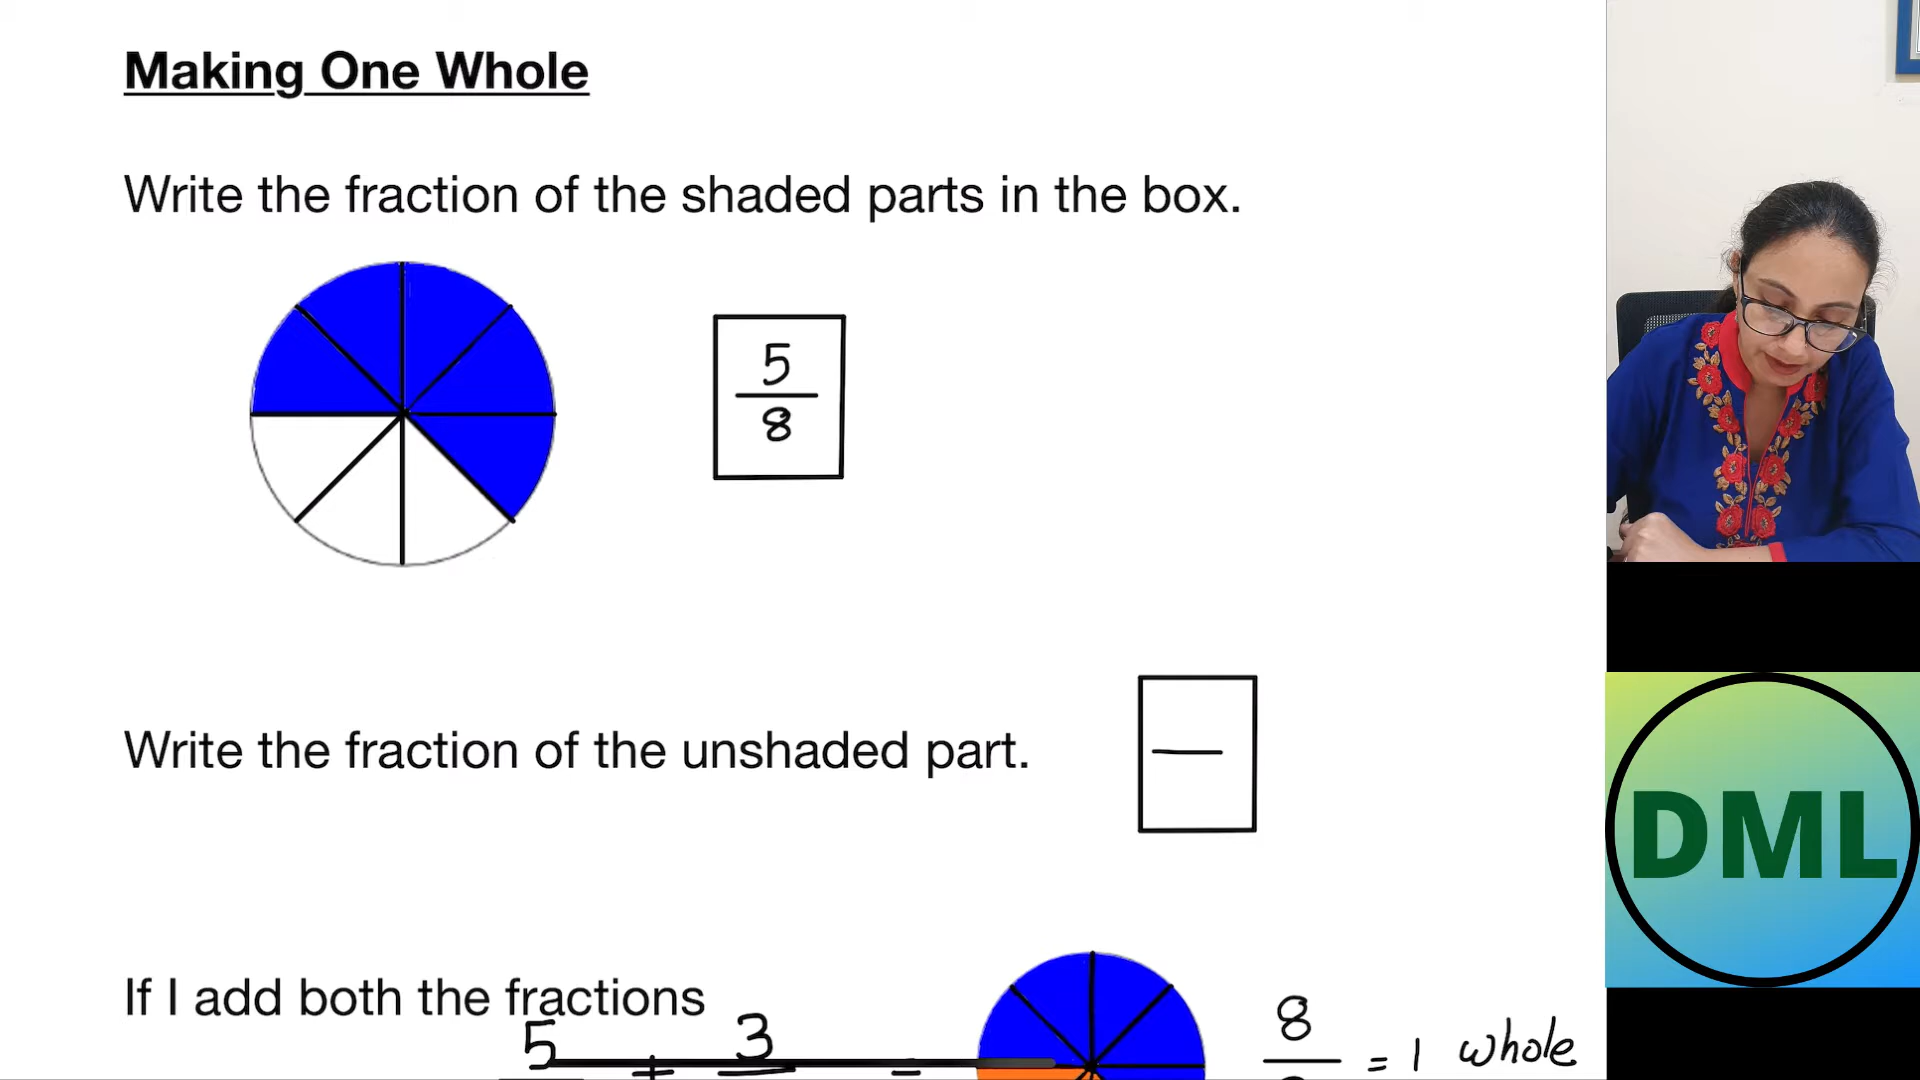 Making One Whole
Write the fraction of the shaded parts in the box.
5
8
Write the fraction of the unshaded part.
If I add both the fractions
5 + 3 =
8
= 1 whole
DML